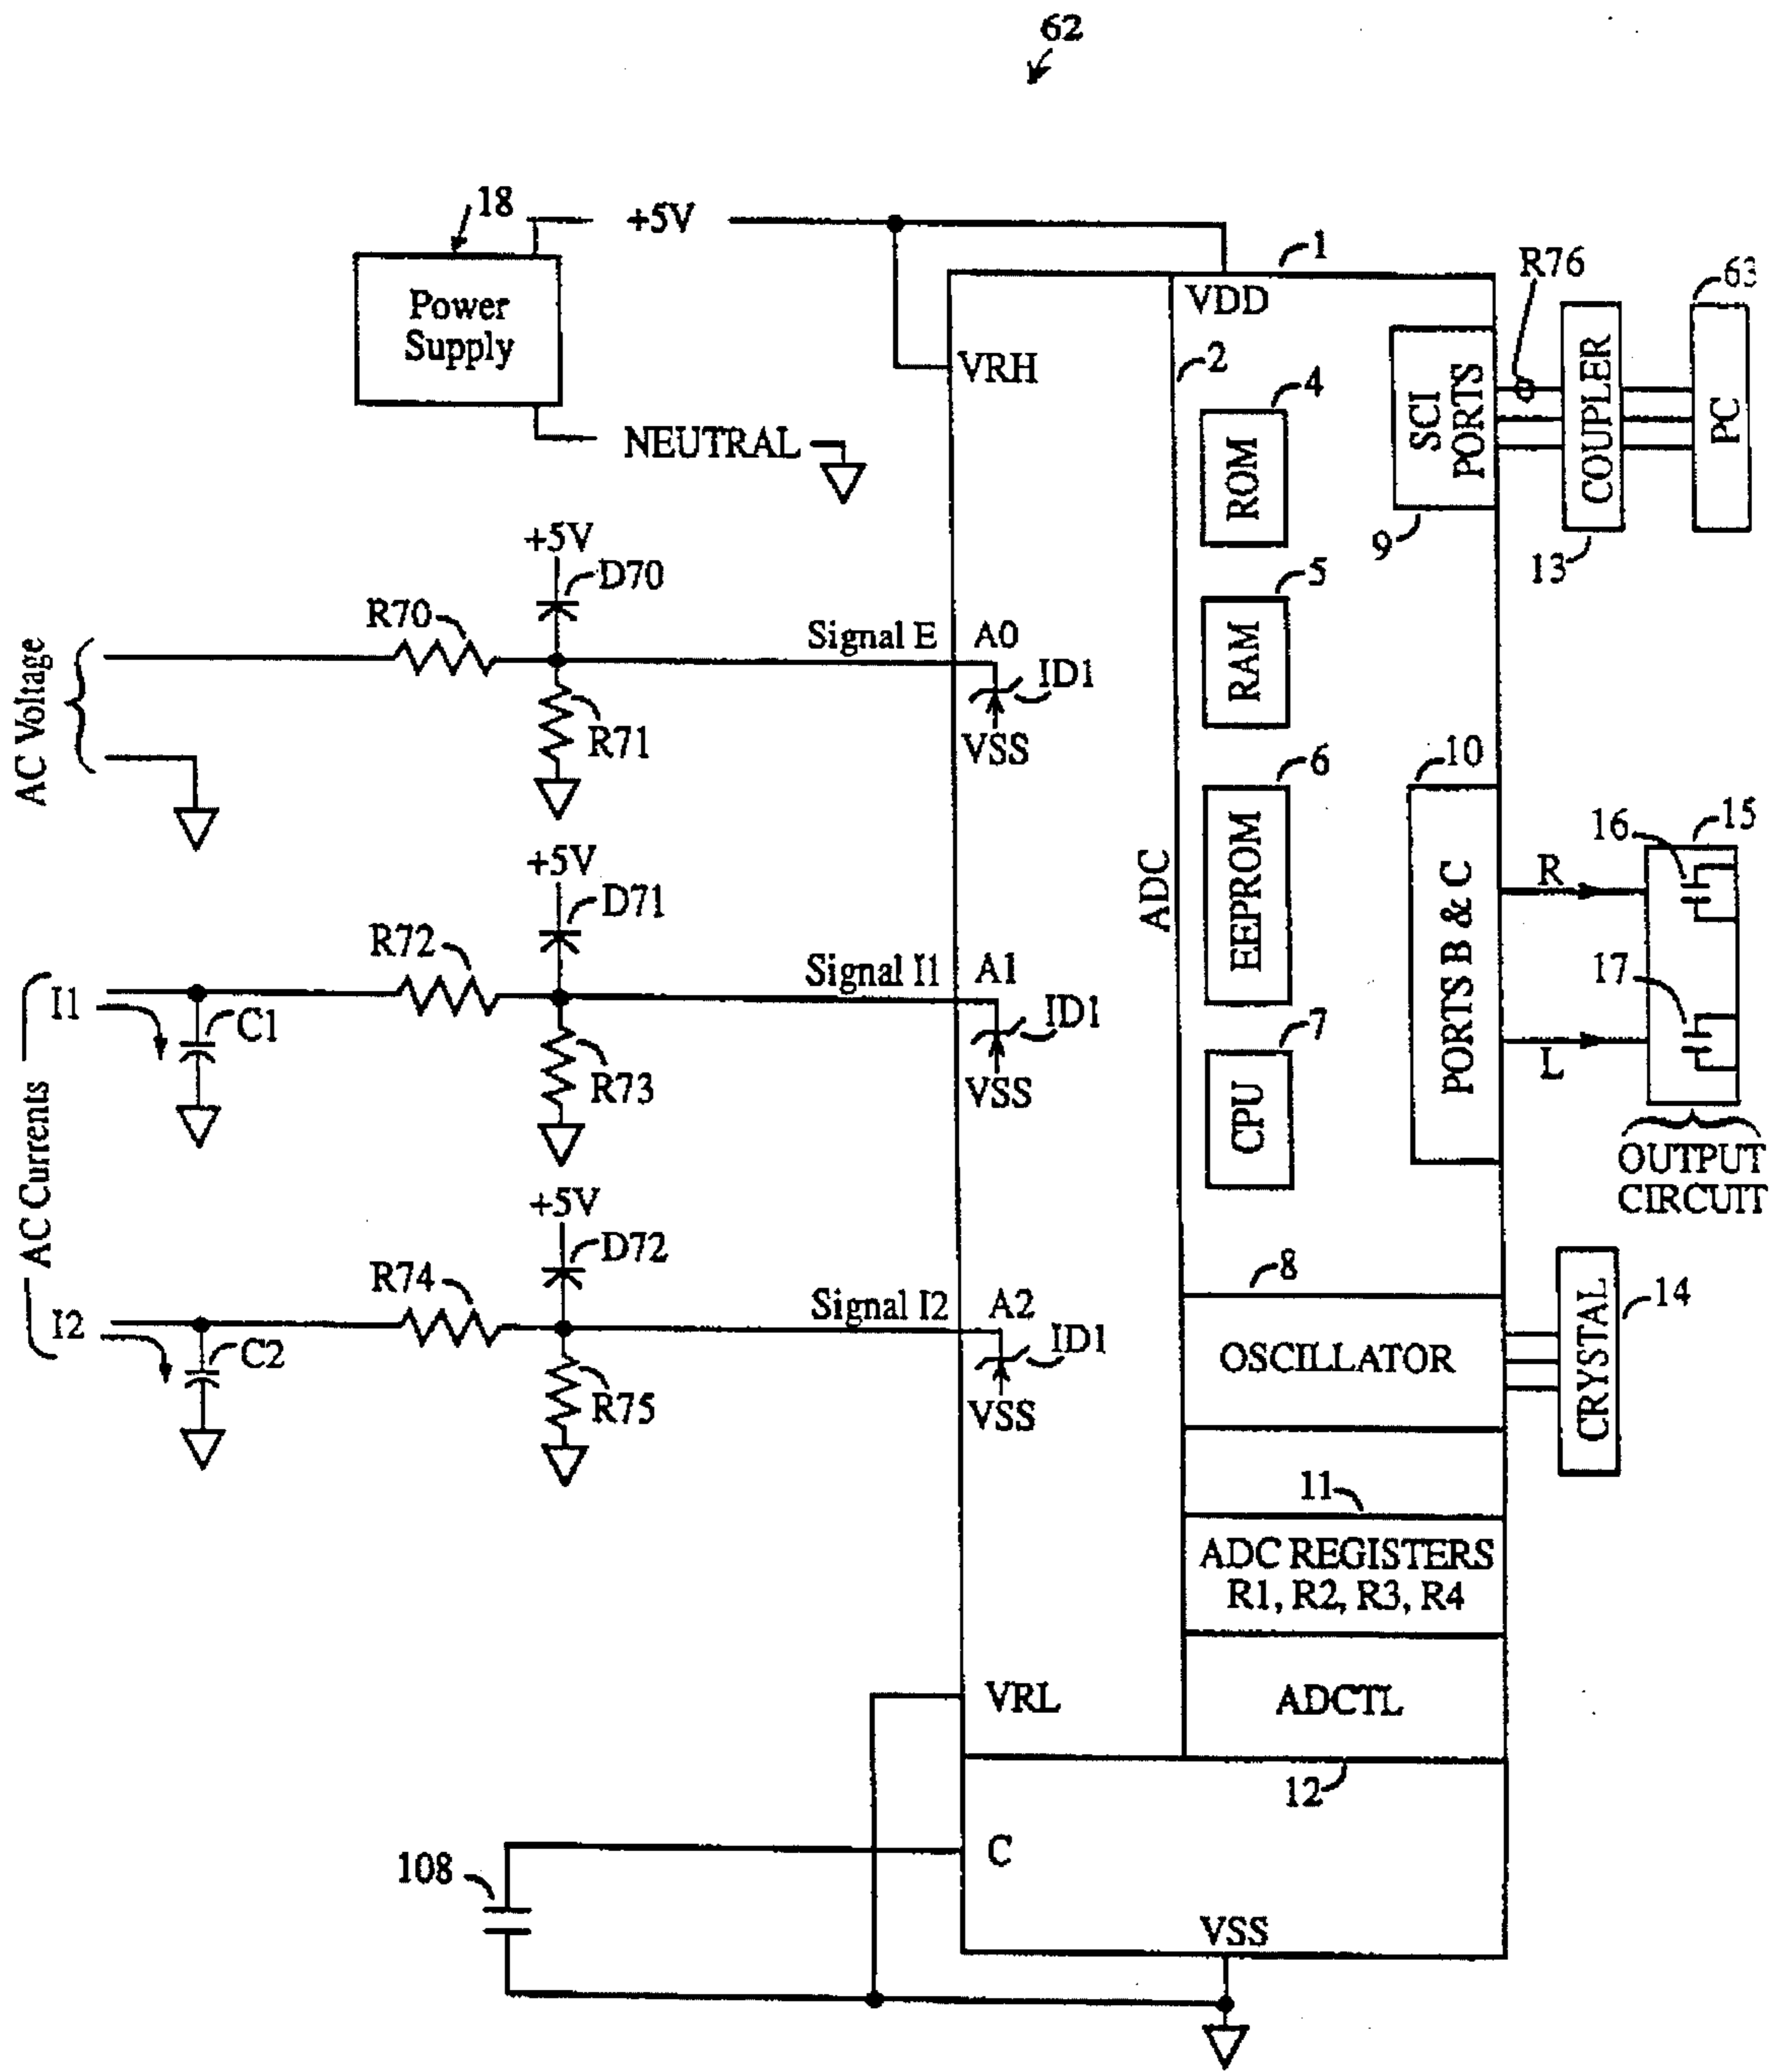 62
18
+5V
1
R76
63
Power
Supply
VDD
VRH
2
4
SCI
PORTS
COUPLER
PC
NEUTRAL
ROM
9
13
+5V
D70
5
R70
Signal E
A0
ID1
RAM
AC Voltage
R71
VSS
6
10
+5V
16
15
D71
ADC
EEPROM
PORTS B & C
R
R72
Signal I1
A1
17
I1
C1
ID1
7
R73
VSS
L
AC Currents
CPU
OUTPUT
CIRCUIT
+5V
D72
8
R74
Signal I2
A2
14
I2
ID1
C2
OSCILLATOR
CRYSTAL
R75
VSS
11
ADC REGISTERS
R1, R2, R3, R4
VRL
ADCTL
12
C
108
VSS